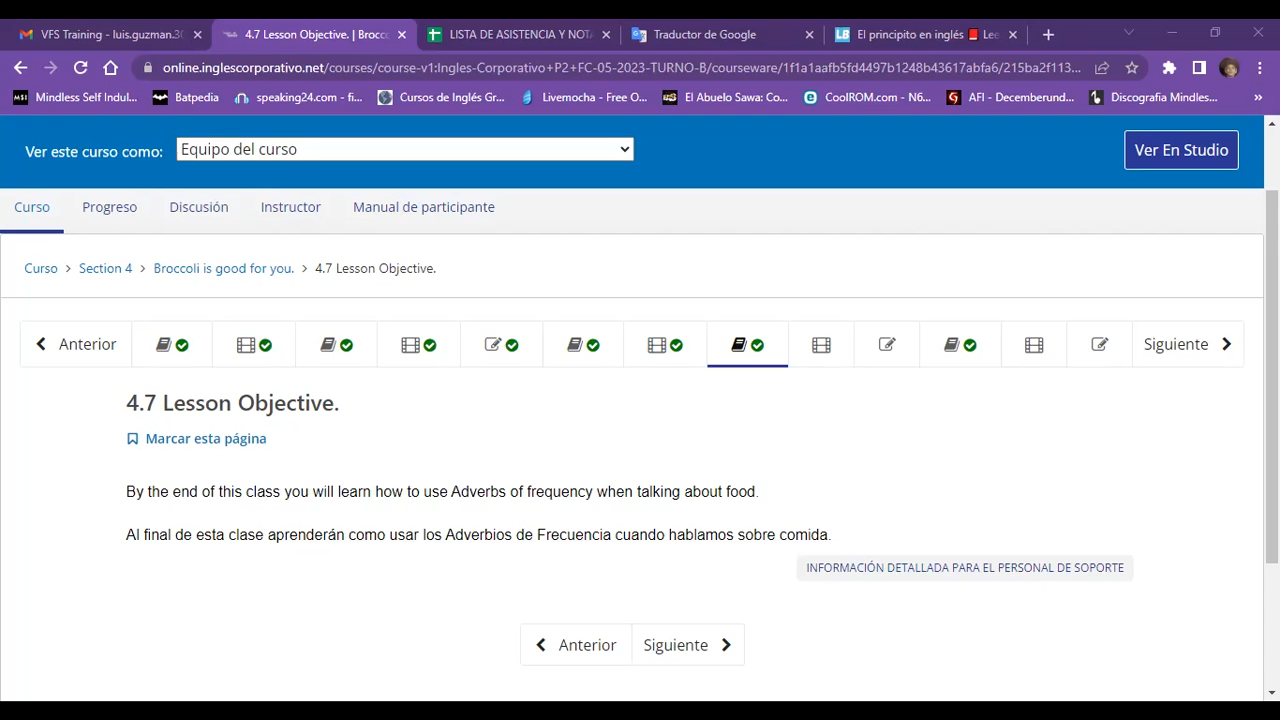 VFS Training - luis.guzman.3
4.7 Lesson Objective. | Brocc
LISTA DE ASISTENCIA Y NOTA
Traductor de Google
El principito en inglés
online.inglescorporativo.net/courses/course-v1:Ingles-Corporativo+P2+FC-05-2023-TURNO-B/courseware/1f1a1aafb5fd4497b1248b43617abfa6/215ba2f113...
Mindless Self Indul...
Batpedia
speaking24.com - fi...
Cursos de Inglés Gr...
Livemocha - Free O...
El Abuelo Sawa: Co...
CoolROM.com - N6...
AFI - Decemberund...
Discografia Mindles...
Ver este curso como:
Equipo del curso
Ver En Studio
Curso
Progreso
Discusión
Instructor
Manual de participante
Curso > Section 4 > Broccoli is good for you. > 4.7 Lesson Objective.
Anterior
Siguiente
4.7 Lesson Objective.
Marcar esta página
By the end of this class you will learn how to use Adverbs of frequency when talking about food.
Al final de esta clase aprenderán como usar los Adverbios de Frecuencia cuando hablamos sobre comida.
INFORMACIÓN DETALLADA PARA EL PERSONAL DE SOPORTE
Anterior
Siguiente